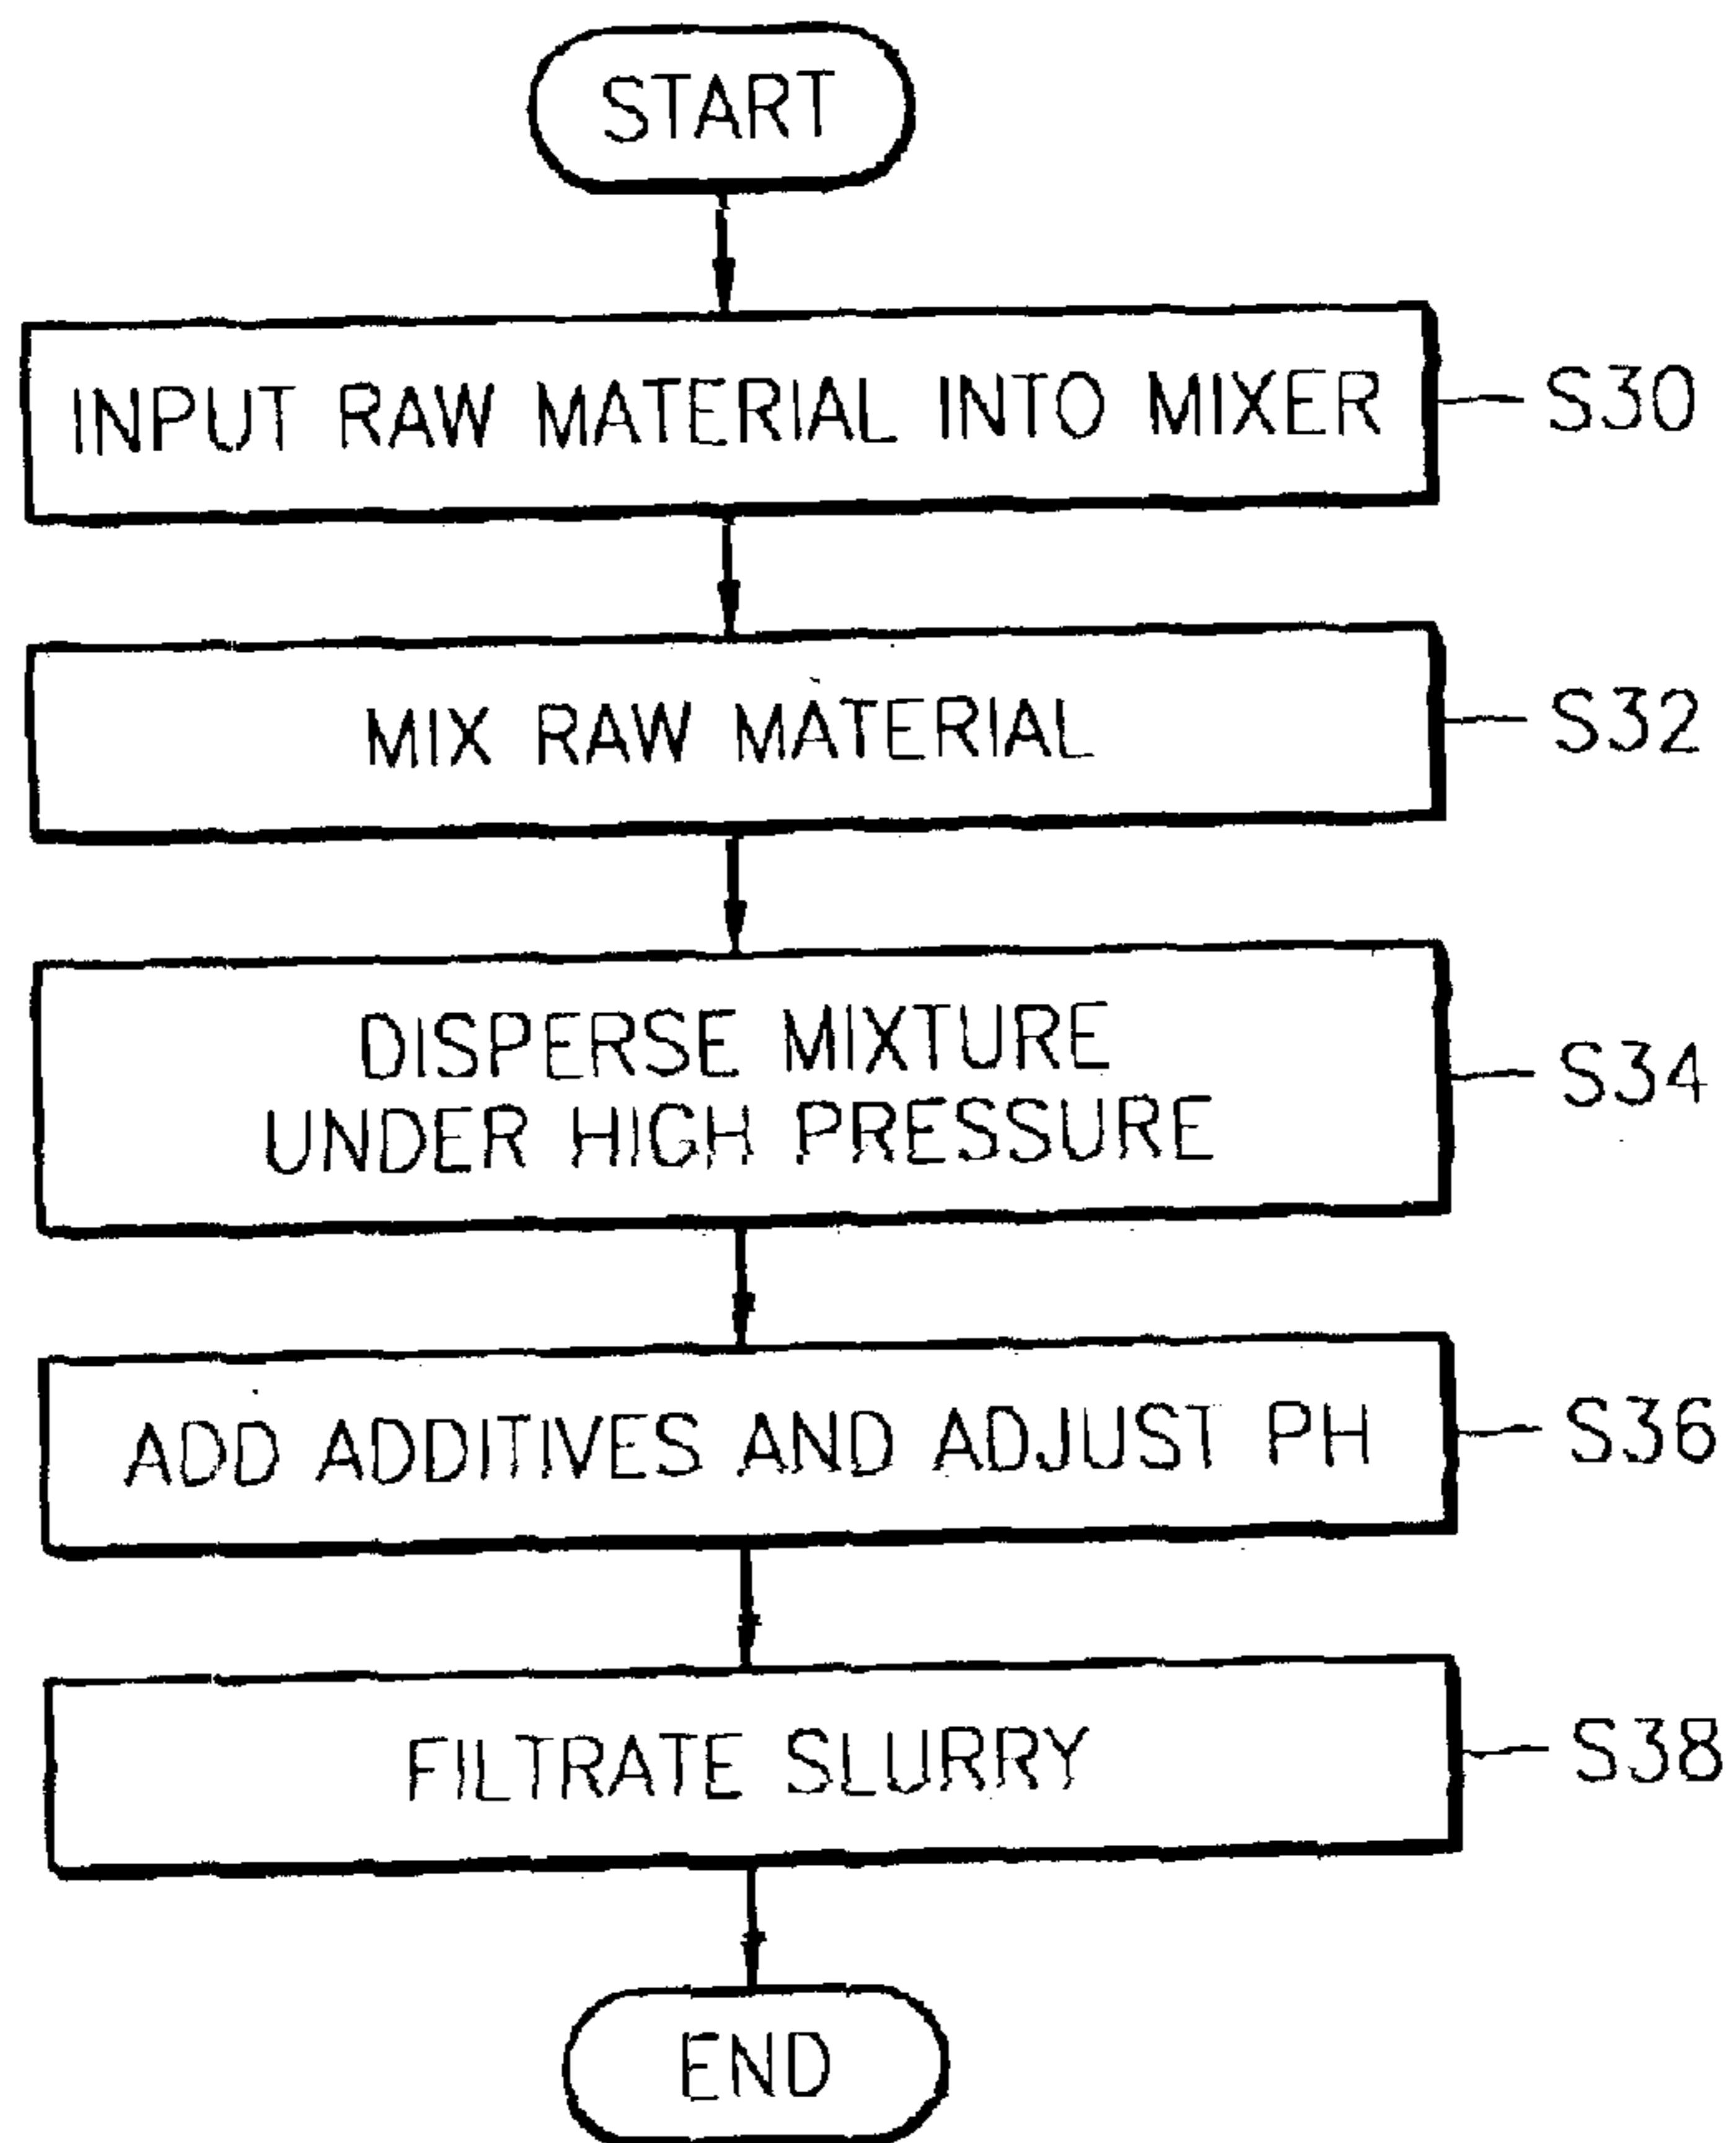 START
INPUT RAW MATERIAL INTO MIXER
S30
MIX RAW MATERIAL
S32
DISPERSE MIXTURE
UNDER HIGH PRESSURE
S34
ADD ADDITIVES AND ADJUST PH
S36
FILTRATE SLURRY
S38
END